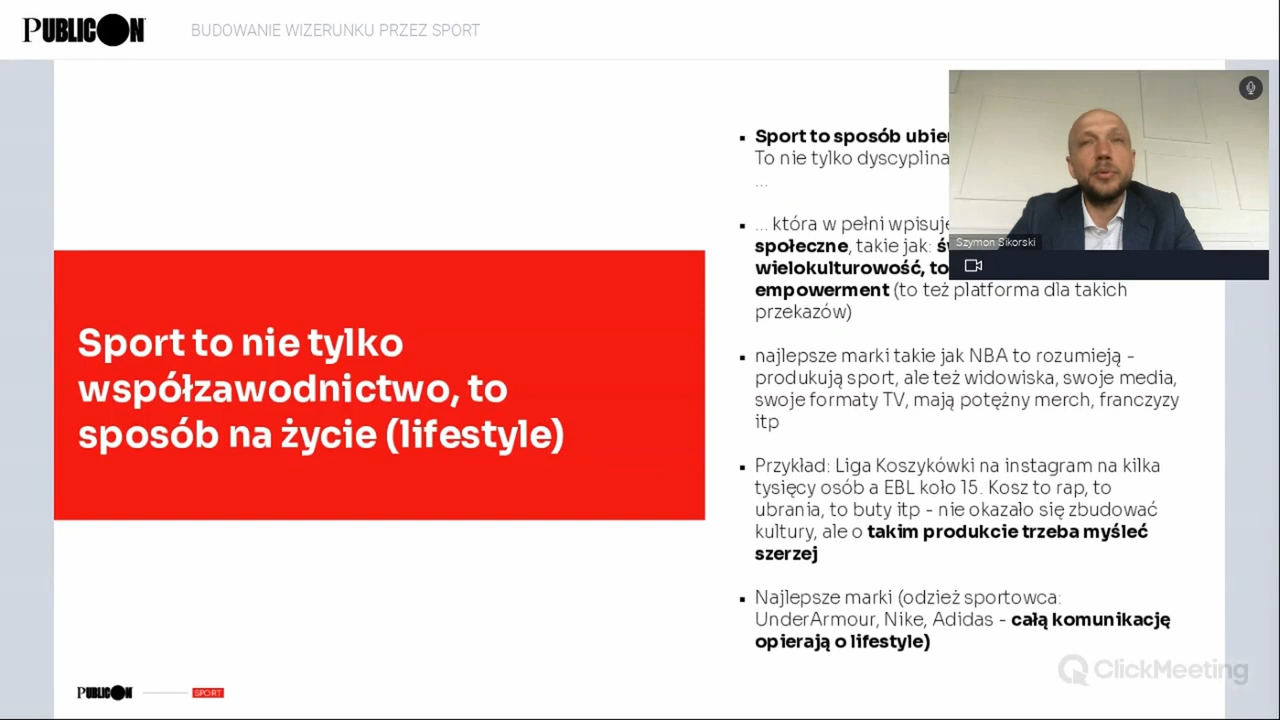 PUBLICON
BUDOWANIE WIZERUNKU PRZEZ SPORT
Sport to nie tylko
współzawodnictwo, to
sposób na życie (lifestyle)
Sport to sposób
To nie tylko dyscyplina
...
... która w pełni wpisuje
społeczne, takie jak:
wielokulturowość,
empowerment (to też platforma dla takich
przekazów)
najlepsze marki takie jak NBA to rozumieją -
produkują sport, ale też widowiska, swoje media,
swoje formaty TV, mają potężny merch, franczyzy
itp
Przykład: Liga Koszykówki na instagram na kilka
tysięcy osób a EBL koło 15. Kosz to rap, to
ubrania, to buty itp - nie okazało się zbudować
kultury, ale o takim produkcie trzeba myśleć
szerzej
Najlepsze marki (odzież sportowca:
UnderArmour, Nike, Adidas - całą komunikację
opierają o lifestyle)
Szymon Sikorski
PUBLICON
SPORT
ClickMeeting